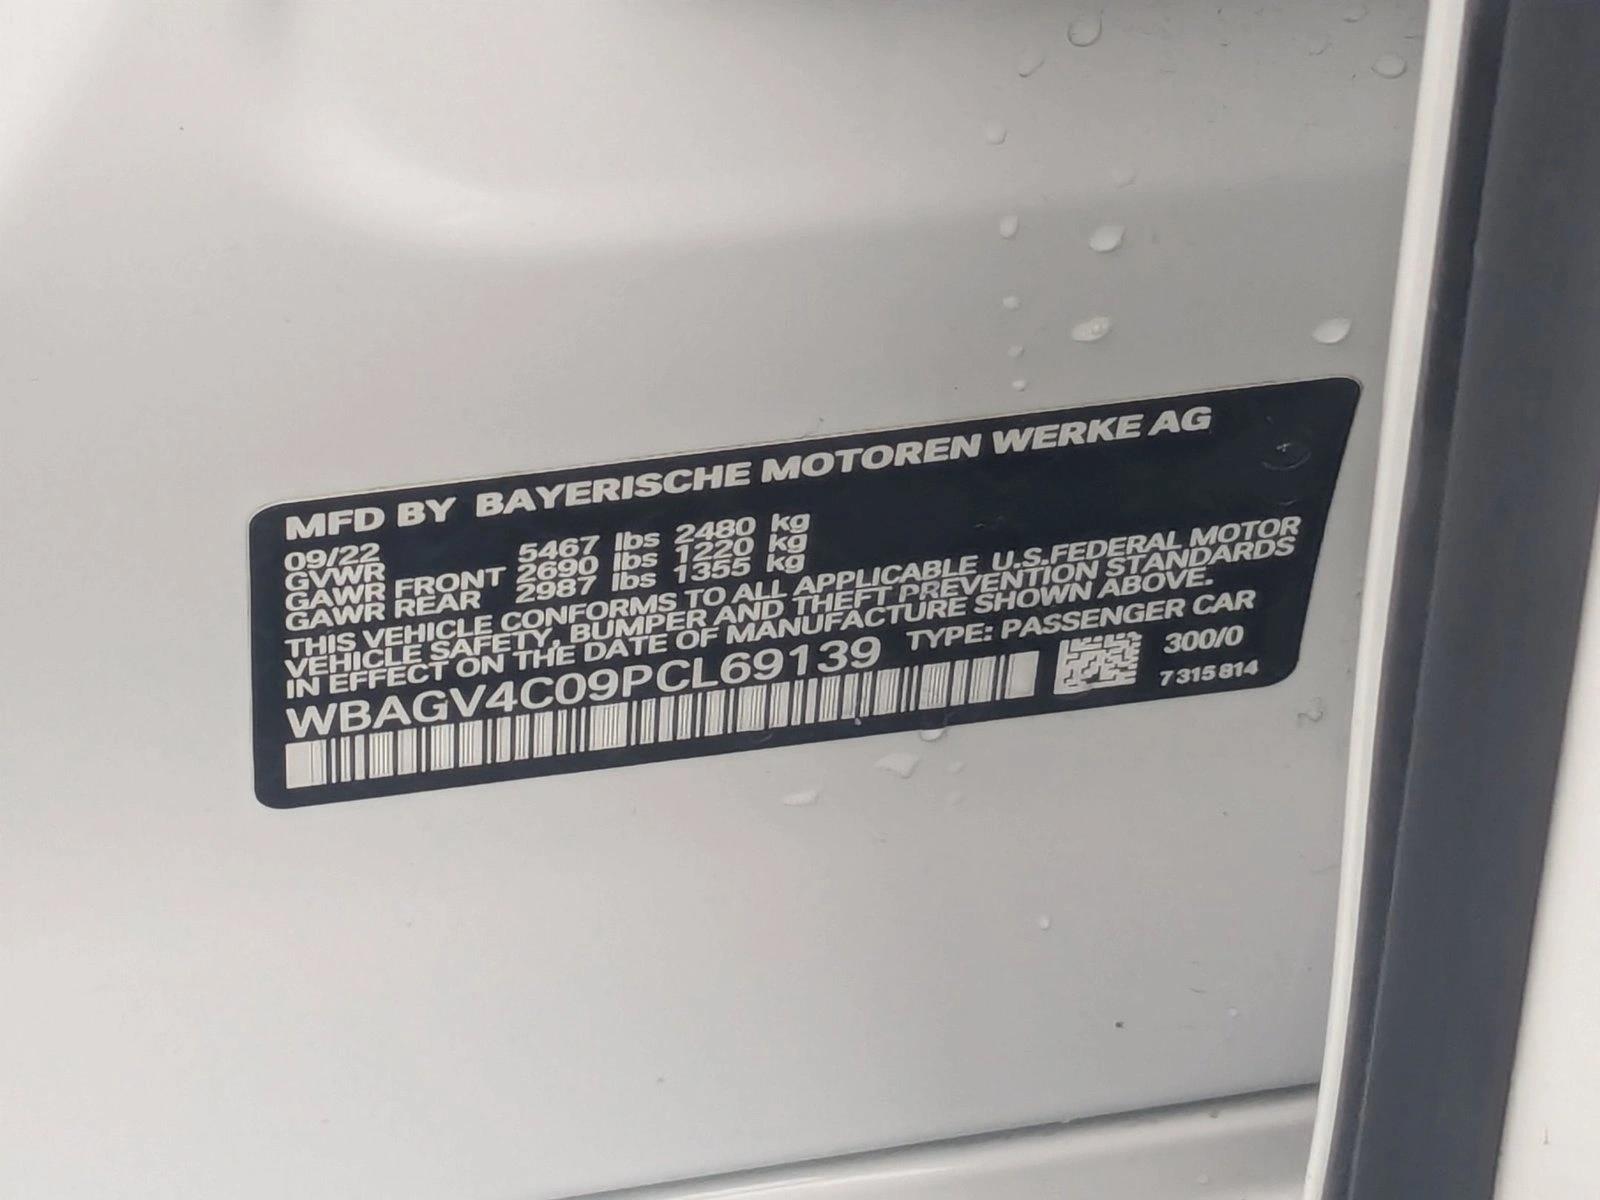 MFD BY BAYERISCHE MOTOREN WERKE AG
09/22
GVWR 5467 lbs 2480 kg
GAWR FRONT 2690 lbs 1220 kg
GAWR REAR 2987 lbs 1355 kg
THIS VEHICLE CONFORMS TO ALL APPLICABLE U.S.FEDERAL MOTOR
VEHICLE SAFETY, BUMPER AND THEFT PREVENTION STANDARDS
IN EFFECT ON THE DATE OF MANUFACTURE SHOWN ABOVE.
WBAGV4C09PCL69139 TYPE: PASSENGER CAR
300/0
7315814